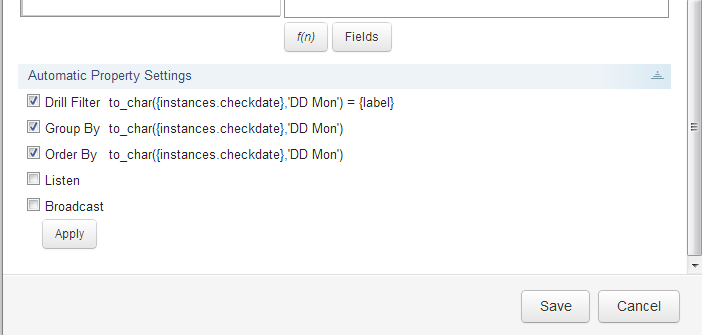 f(n) Fields
Automatic Property Settings
Drill Filter to_char({instances.checkdate},'DD Mon') = {label}
Group By to_char({instances.checkdate},'DD Mon')
Order By to_char({instances.checkdate},'DD Mon')
Listen
Broadcast
Apply
Save Cancel